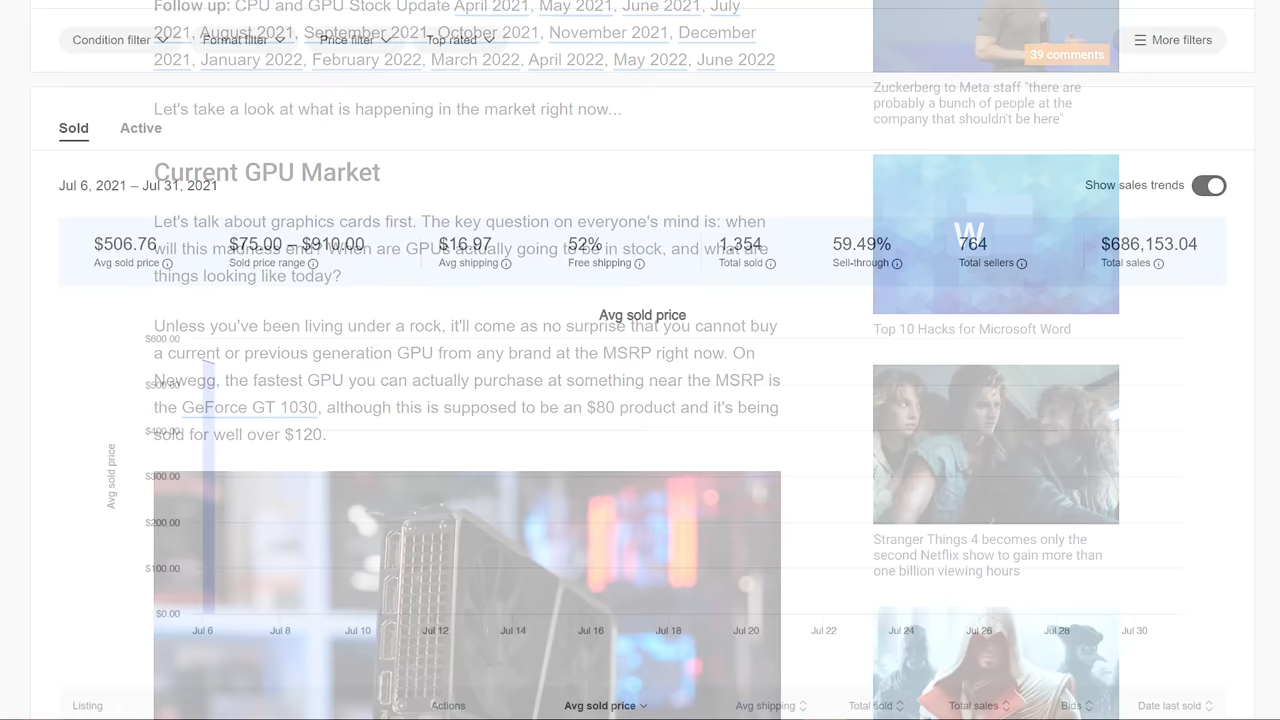 Follow up: CPU and GPU Stock Update April 2021, May 2021, June 2021, July
2021, August 2021, September 2021, October 2021, November 2021, December
2021, January 2022, February 2022, March 2022, April 2022, May 2022, June 2022
Condition filter
Format filter
Price filter
Top rated
More filters
39 comments
Zuckerberg to Meta staff "there are
probably a bunch of people at the
company that shouldn't be here"
Let's take a look at what is happening in the market right now...
Sold
Active
Current GPU Market
Jul 6, 2021 – Jul 31, 2021
Show sales trends
Let's talk about graphics cards first. The key question on everyone's mind is: when
will this madness end? When are GPUs actually going to be in stock, and what are
things looking like today?
$506.76
Avg sold price
$75.00 – $910.00
Sold price range
$16.97
Avg shipping
52%
Free shipping
1,354
Total sold
59.49%
Sell-through
764
Total sellers
$686,153.04
Total sales
W
Top 10 Hacks for Microsoft Word
Avg sold price
Unless you've been living under a rock, it'll come as no surprise that you cannot buy
a current or previous generation GPU from any brand at the MSRP right now. On
Newegg, the fastest GPU you can actually purchase at something near the MSRP is
the GeForce GT 1030, although this is supposed to be an $80 product and it's being
sold for well over $120.
Avg sold price
$600.00
$500.00
$400.00
$300.00
$200.00
$100.00
$0.00
Jul 6
Jul 8
Jul 10
Jul 12
Jul 14
Jul 16
Jul 18
Jul 20
Jul 22
Jul 24
Jul 26
Jul 28
Jul 30
Stranger Things 4 becomes only the
second Netflix show to gain more than
one billion viewing hours
Listing
Actions
Avg sold price
Avg shipping
Total sold
Total sales
Bids
Date last sold